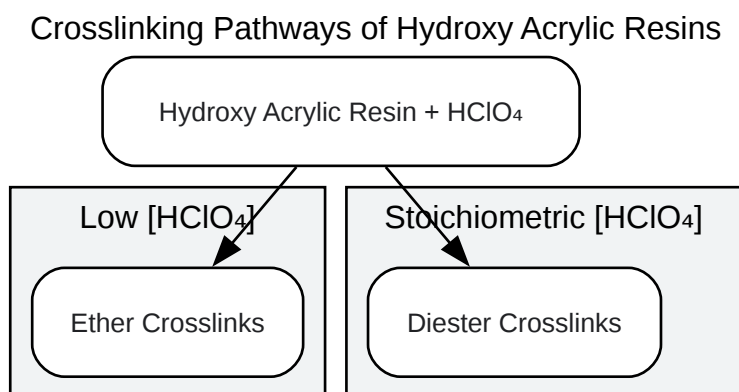 Crosslinking Pathways of Hydroxy Acrylic Resins
Hydroxy Acrylic Resin + HClO₄
Low [HClO₄]
Stoichiometric [HClO₄]
Ether Crosslinks
Diester Crosslinks